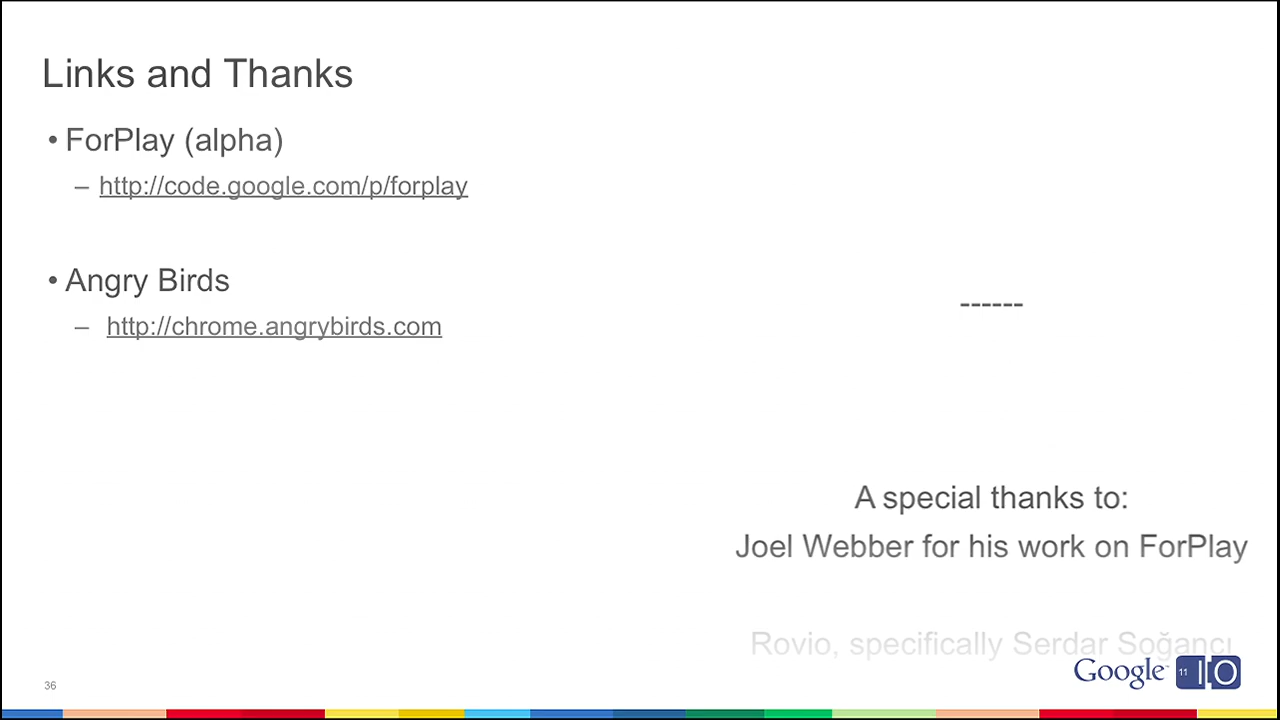 Links and Thanks
• ForPlay (alpha)
– http://code.google.com/p/forplay
• Angry Birds
– http://chrome.angrybirds.com
------
A special thanks to:
Joel Webber for his work on ForPlay
Rovio, specifically Serdar Soğancı
Google 11 IO
36